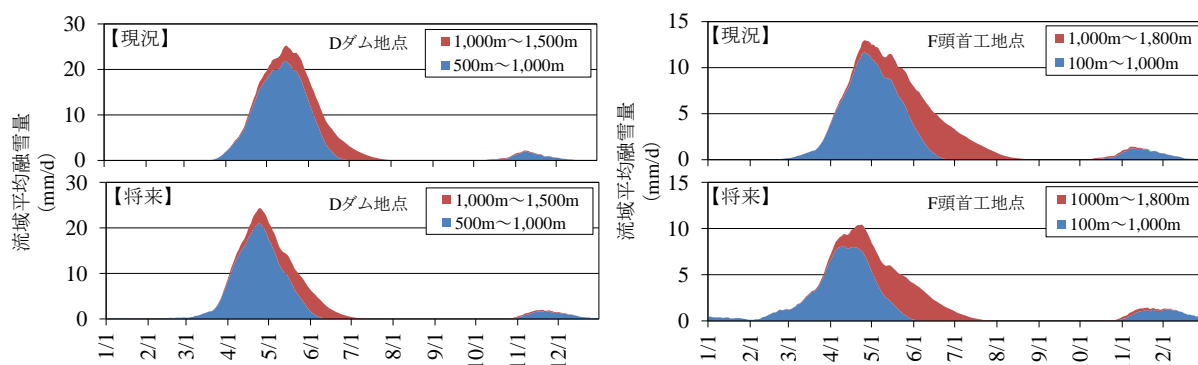 流域平均融雪量
(mm/d)
【現況】
Dダム地点
1,000m～1,500m
500m～1,000m
30
20
10
0
【将来】
Dダム地点
1,000m～1,500m
500m～1,000m
30
20
10
0
1/1
2/1
3/1
4/1
5/1
6/1
7/1
8/1
9/1
10/1
11/1
12/1
流域平均融雪量
(mm/d)
【現況】
F頭首工地点
1,000m～1,800m
100m～1,000m
15
10
5
0
【将来】
F頭首工地点
1000m～1,800m
100m～1,000m
15
10
5
0
1/1
2/1
3/1
4/1
5/1
6/1
7/1
8/1
9/1
0/1
1/1
2/1